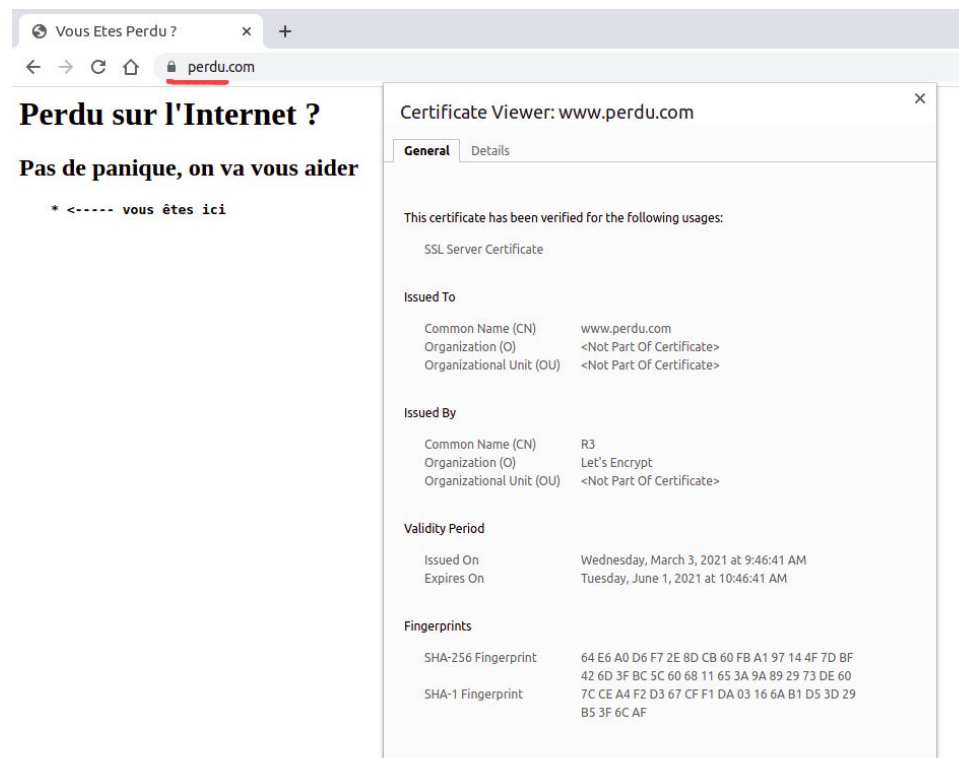 Vous Etes Perdu ?
perdu.com
Perdu sur l'Internet ?
Pas de panique, on va vous aider
* <----- vous êtes ici
Certificate Viewer: www.perdu.com
General Details
This certificate has been verified for the following usages:
SSL Server Certificate
Issued To
Common Name (CN) www.perdu.com
Organization (O) <Not Part Of Certificate>
Organizational Unit (OU) <Not Part Of Certificate>
Issued By
Common Name (CN) R3
Organization (O) Let's Encrypt
Organizational Unit (OU) <Not Part Of Certificate>
Validity Period
Issued On Wednesday, March 3, 2021 at 9:46:41 AM
Expires On Tuesday, June 1, 2021 at 10:46:41 AM
Fingerprints
SHA-256 Fingerprint 64 E6 A0 D6 F7 2E 8D CB 60 FB A1 97 14 4F 7D BF
42 6D 3F BC 5C 60 68 11 65 3A 9A 89 29 73 DE 60
SHA-1 Fingerprint 7C CE A4 F2 D3 67 CF F1 DA 03 16 6A B1 D5 3D 29
B5 3F 6C AF